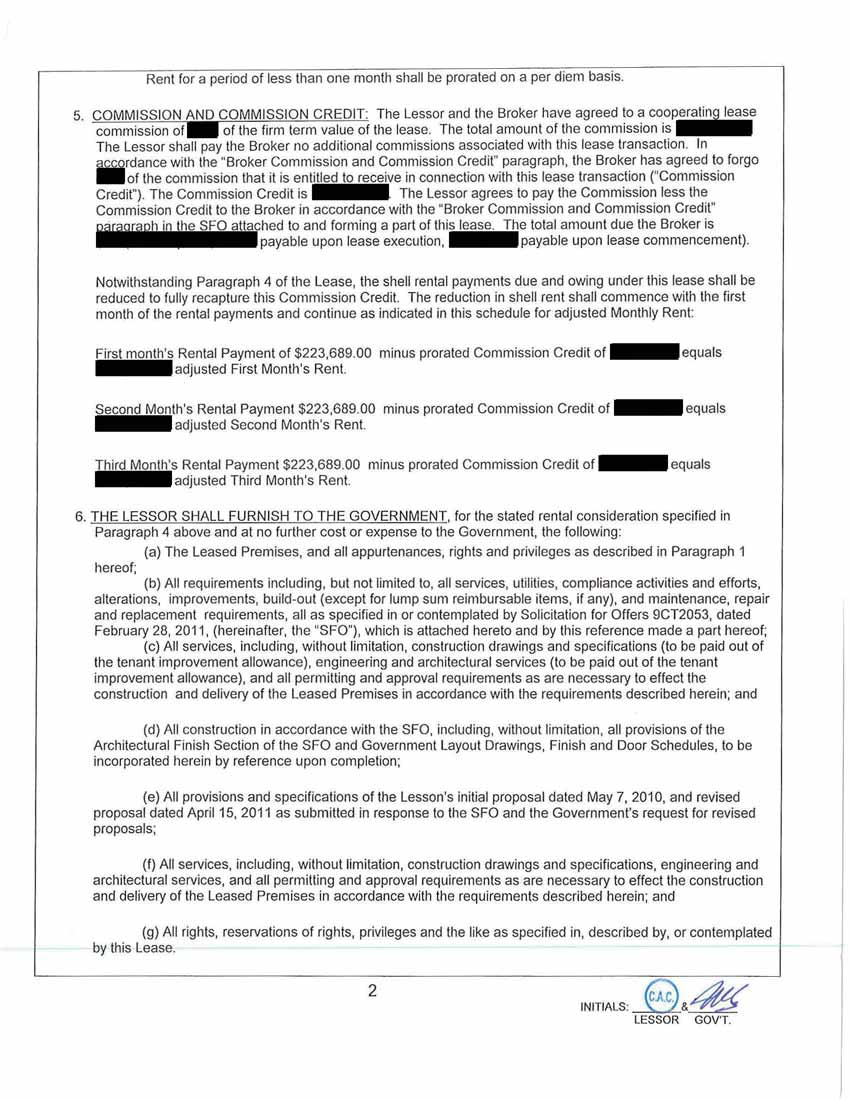 Rent for a period of less than one month shall be prorated on a per diem basis.
5. COMMISSION AND COMMISSION CREDIT: The Lessor and the Broker have agreed to a cooperating lease
commission of of the firm term value of the lease. The total amount of the commission is
The Lessor shall pay the Broker no additional commissions associated with this lease transaction. In
accordance with the "Broker Commission and Commission Credit" paragraph, the Broker has agreed to forgo
of the commission that it is entitled to receive in connection with this lease transaction ("Commission
Credit"). The Commission Credit is . The Lessor agrees to pay the Commission less the
Commission Credit to the Broker in accordance with the "Broker Commission and Commission Credit"
paragraph in the SFO attached to and forming a part of this lease. The total amount due the Broker is
payable upon lease execution, payable upon lease commencement).
Notwithstanding Paragraph 4 of the Lease, the shell rental payments due and owing under this lease shall be
reduced to fully recapture this Commission Credit. The reduction in shell rent shall commence with the first
month of the rental payments and continue as indicated in this schedule for adjusted Monthly Rent:
First month's Rental Payment of $223,689.00 minus prorated Commission Credit of equals
adjusted First Month's Rent.
Second Month's Rental Payment $223,689.00 minus prorated Commission Credit of equals
adjusted Second Month's Rent.
Third Month's Rental Payment $223,689.00 minus prorated Commission Credit of equals
adjusted Third Month's Rent.
6. THE LESSOR SHALL FURNISH TO THE GOVERNMENT, for the stated rental consideration specified in
Paragraph 4 above and at no further cost or expense to the Government, the following:
(a) The Leased Premises, and all appurtenances, rights and privileges as described in Paragraph 1
hereof;
(b) All requirements including, but not limited to, all services, utilities, compliance activities and efforts,
alterations, improvements, build-out (except for lump sum reimbursable items, if any), and maintenance, repair
and replacement requirements, all as specified in or contemplated by Solicitation for Offers 9CT2053, dated
February 28, 2011, (hereinafter, the "SFO"), which is attached hereto and by this reference made a part hereof;
(c) All services, including, without limitation, construction drawings and specifications (to be paid out of
the tenant improvement allowance), engineering and architectural services (to be paid out of the tenant
improvement allowance), and all permitting and approval requirements as are necessary to effect the
construction and delivery of the Leased Premises in accordance with the requirements described herein; and
(d) All construction in accordance with the SFO, including, without limitation, all provisions of the
Architectural Finish Section of the SFO and Government Layout Drawings, Finish and Door Schedules, to be
incorporated herein by reference upon completion;
(e) All provisions and specifications of the Lesson's initial proposal dated May 7, 2010, and revised
proposal dated April 15, 2011 as submitted in response to the SFO and the Government's request for revised
proposals;
(f) All services, including, without limitation, construction drawings and specifications, engineering and
architectural services, and all permitting and approval requirements as are necessary to effect the construction
and delivery of the Leased Premises in accordance with the requirements described herein; and
(g) All rights, reservations of rights, privileges and the like as specified in, described by, or contemplated
by this Lease.
2
INITIALS: C.A.C. &
LESSOR GOV'T.